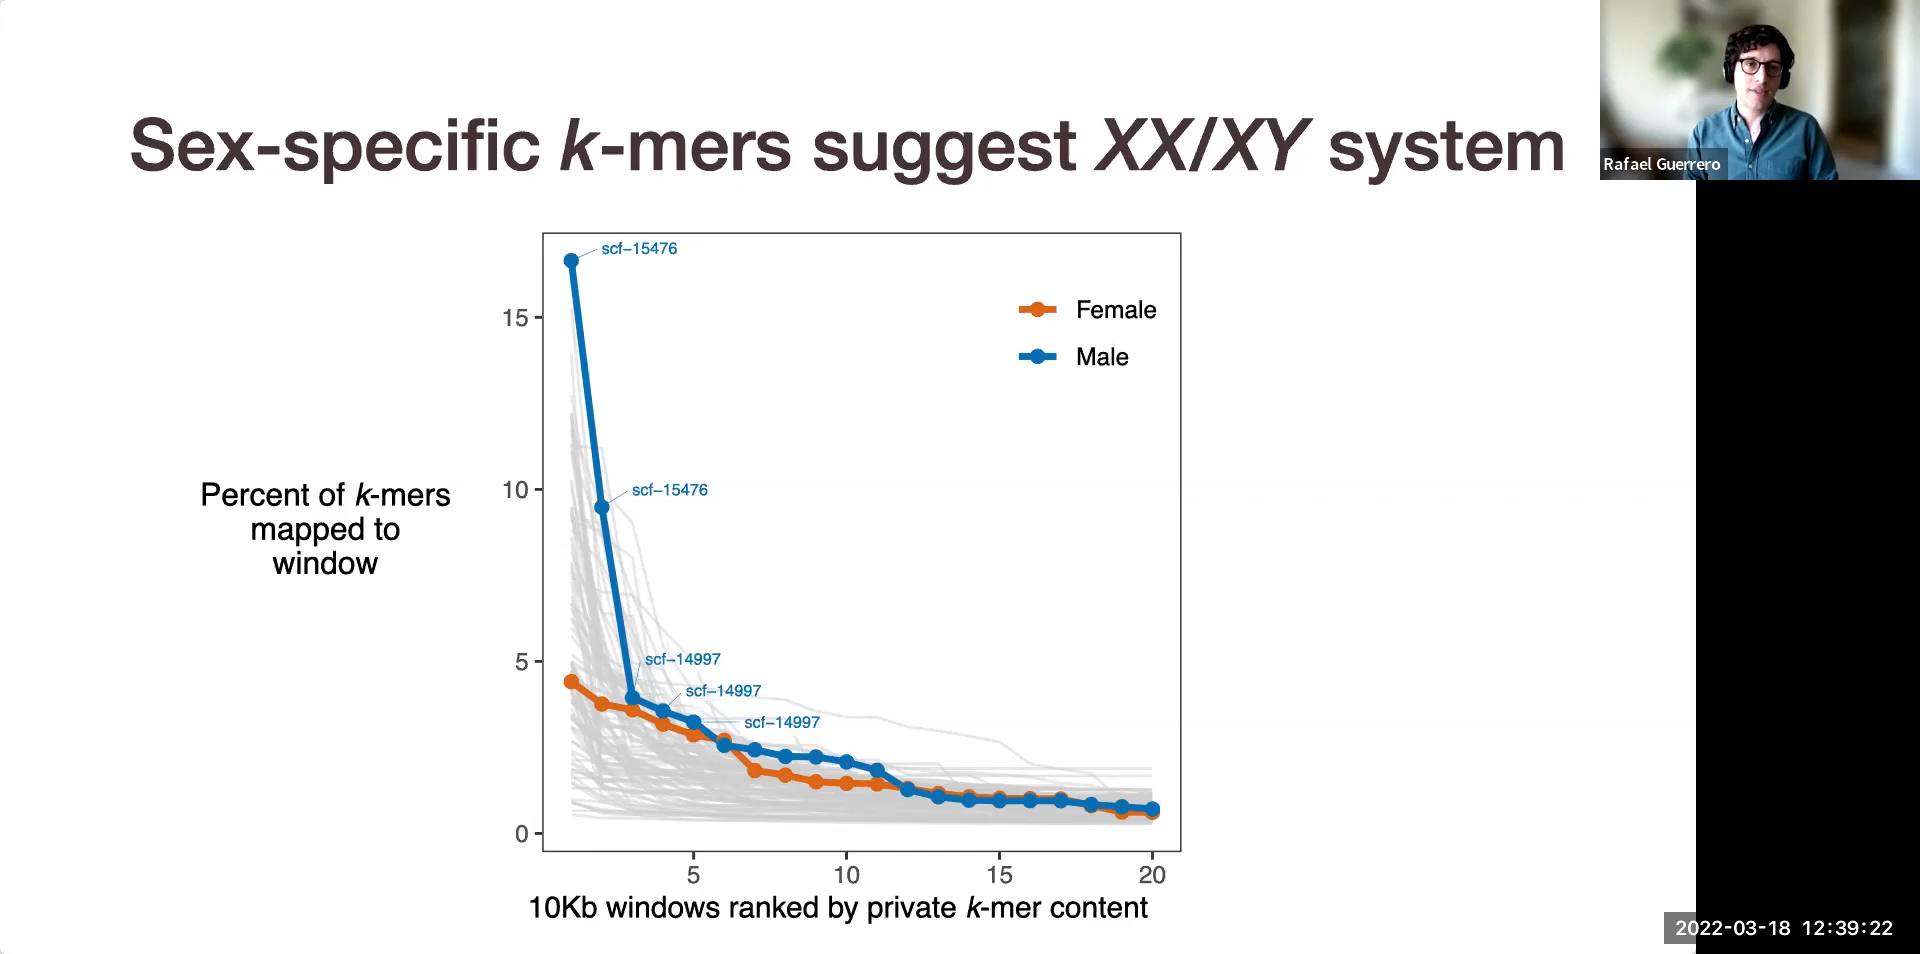 Sex-specific k-mers suggest XX/XY system
Rafael Guerrero
scf-15476
Female
15
Male
Percent of k-mers
mapped to
window
10
scf-15476
5
scf-14997
scf-14997
scf-14997
0
5 10 15 20
10Kb windows ranked by private k-mer content
2022-03-18 12:39:22